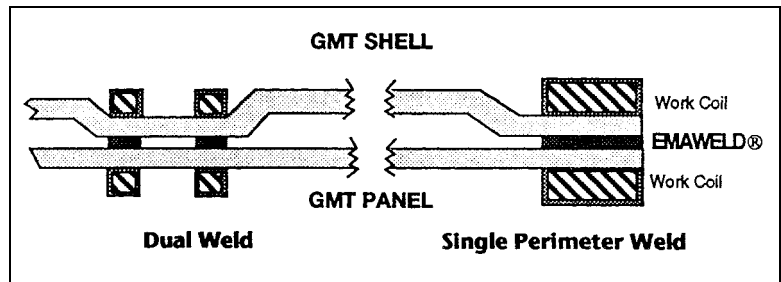 GMT SHELL
Work Coil
EMAWELD®
Work Coil
GMT PANEL
Dual Weld
Single Perimeter Weld